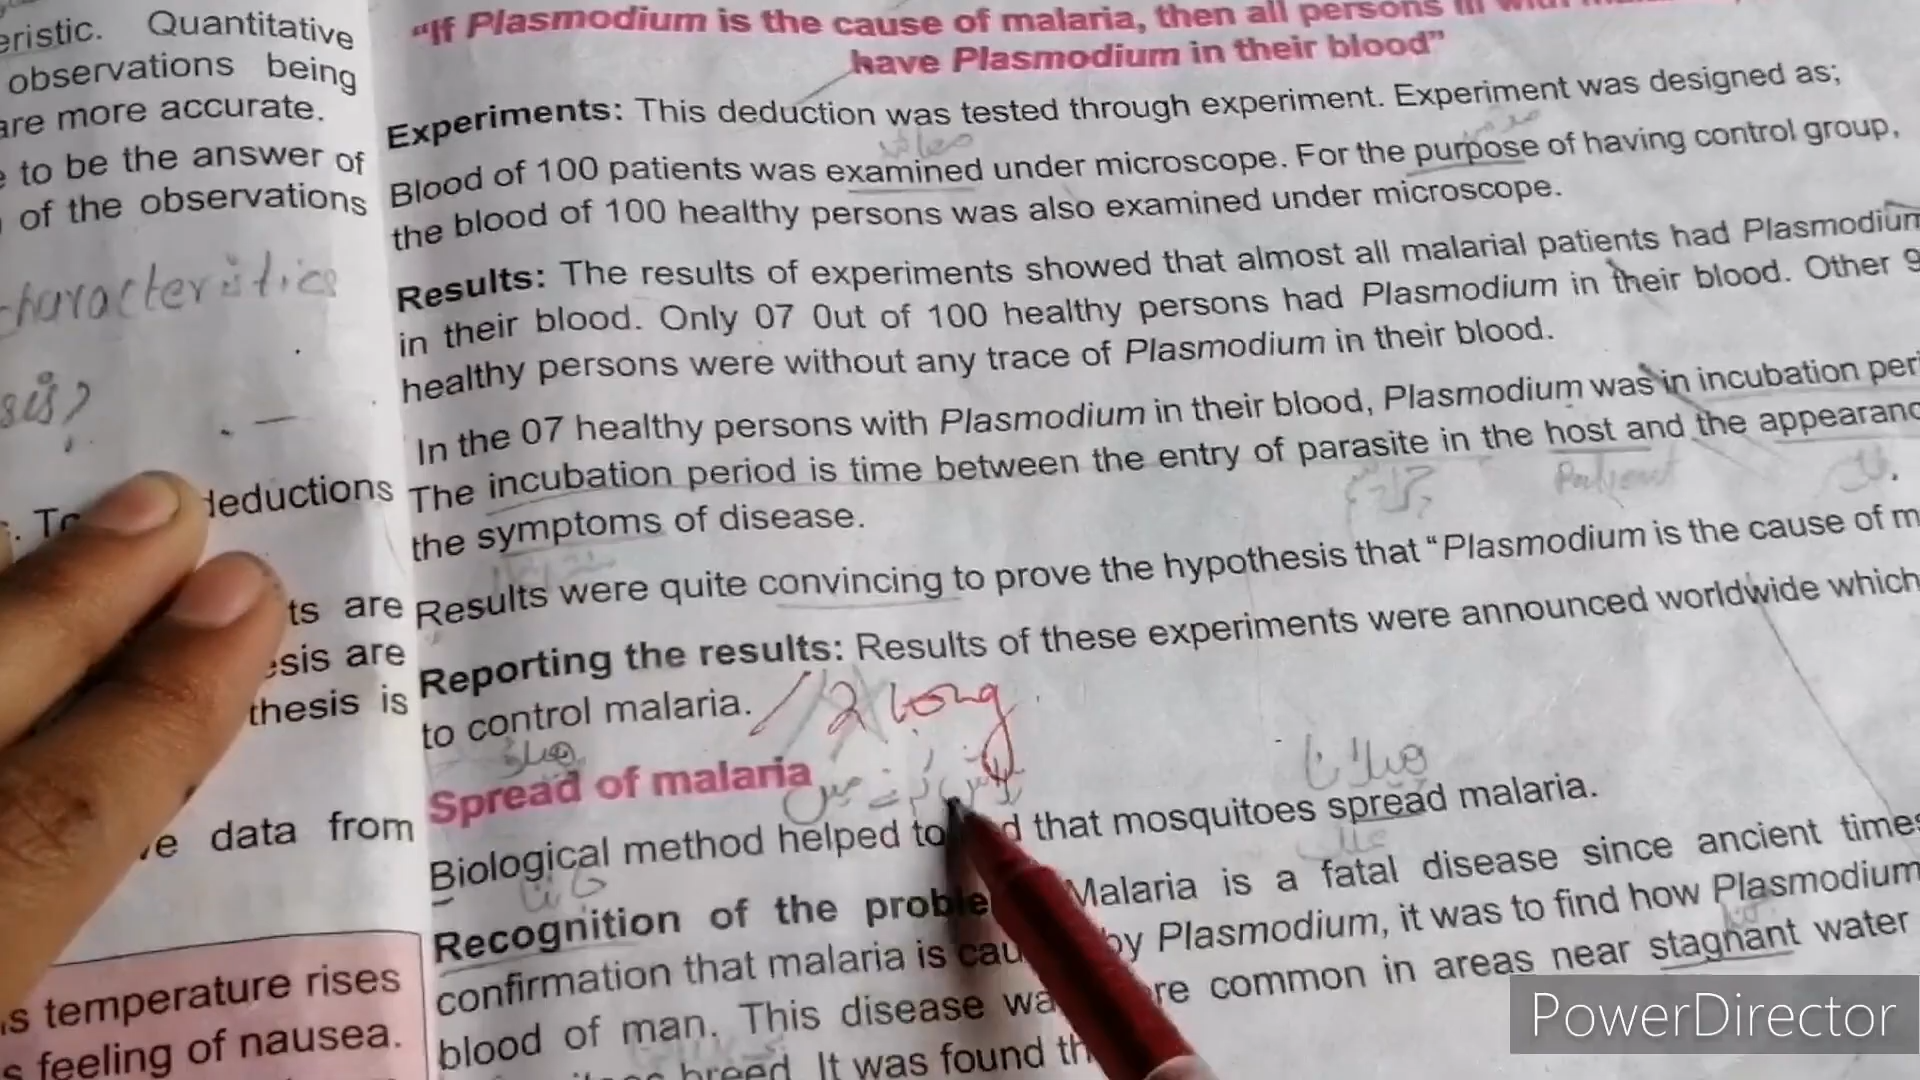 eristic. Quantitative
observations being
are more accurate.
to be the answer of
of the observations
characteristics
sis?
deductions
ts are
esis are
thesis is
data from
s temperature rises
s feeling of nausea.
“If Plasmodium is the cause of malaria, then all persons ill with
have Plasmodium in their blood”
Experiments: This deduction was tested through experiment. Experiment was designed as;
Blood of 100 patients was examined under microscope. For the purpose of having control group,
the blood of 100 healthy persons was also examined under microscope.
Results: The results of experiments showed that almost all malarial patients had Plasmodium
in their blood. Only 07 0ut of 100 healthy persons had Plasmodium in their blood. Other 9
healthy persons were without any trace of Plasmodium in their blood.
In the 07 healthy persons with Plasmodium in their blood, Plasmodium was in incubation peri
The incubation period is time between the entry of parasite in the host and the appearanc
Patient
the symptoms of disease.
Results were quite convincing to prove the hypothesis that “Plasmodium is the cause of m
Reporting the results: Results of these experiments were announced worldwide which
to control malaria. 2 long
Spread of malaria
پھیلانا
Biological method helped to that mosquitoes spread malaria.
Recognition of the proble Malaria is a fatal disease since ancient times
confirmation that malaria is cau by Plasmodium, it was to find how Plasmodium
blood of man. This disease wa re common in areas near stagnant water
breed. It was found th
PowerDirector